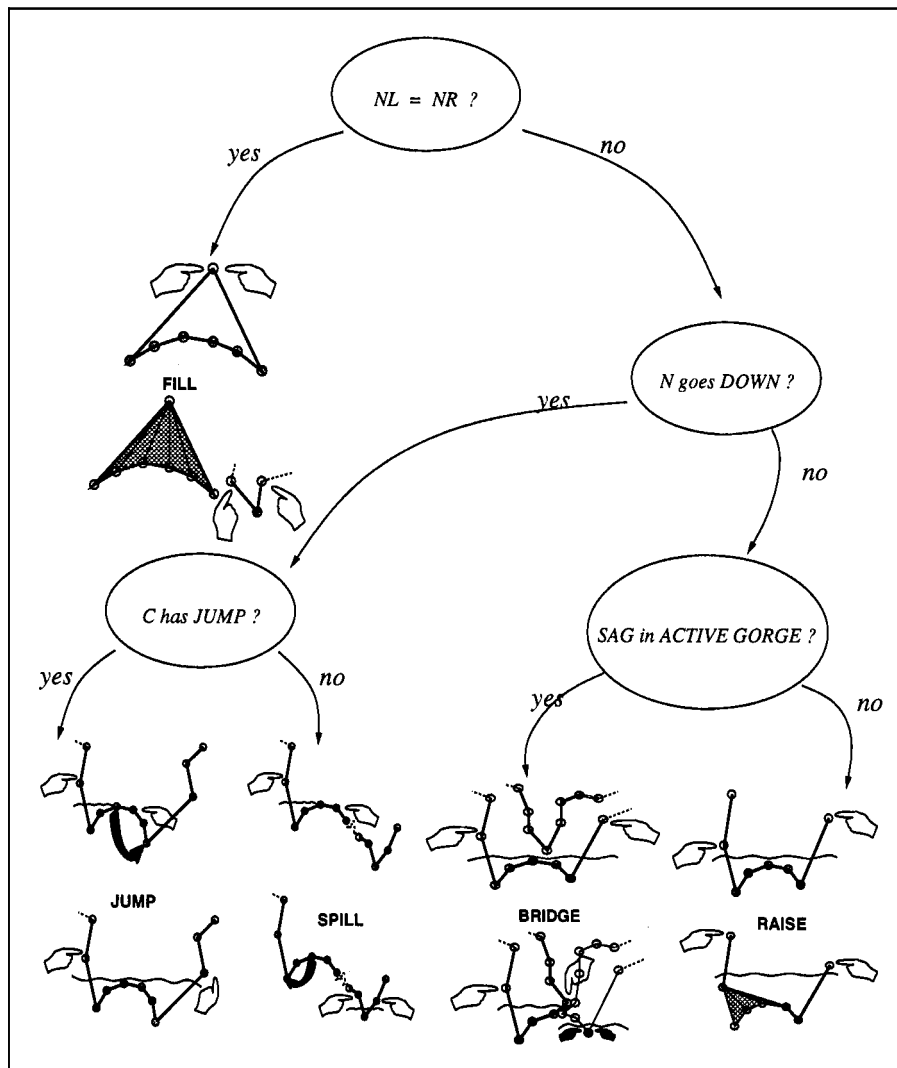 NL = NR ?
yes
no
N goes DOWN ?
FILL
yes
no
C has JUMP ?
SAG in ACTIVE GORGE ?
yes
no
yes
no
JUMP
SPILL
BRIDGE
RAISE